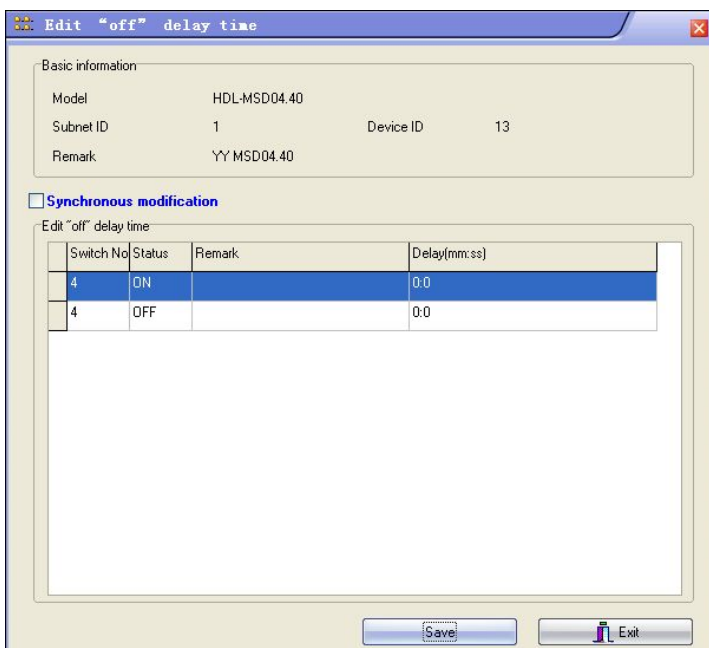 Edit “off” delay time
Basic information
Model HDL-MSD04.40
Subnet ID 1 Device ID 13
Remark YY MSD04.40
Synchronous modification
Edit "off" delay time
Switch No Status Remark Delay(mm:ss)
4 ON 0:0
4 OFF 0:0
Save Exit